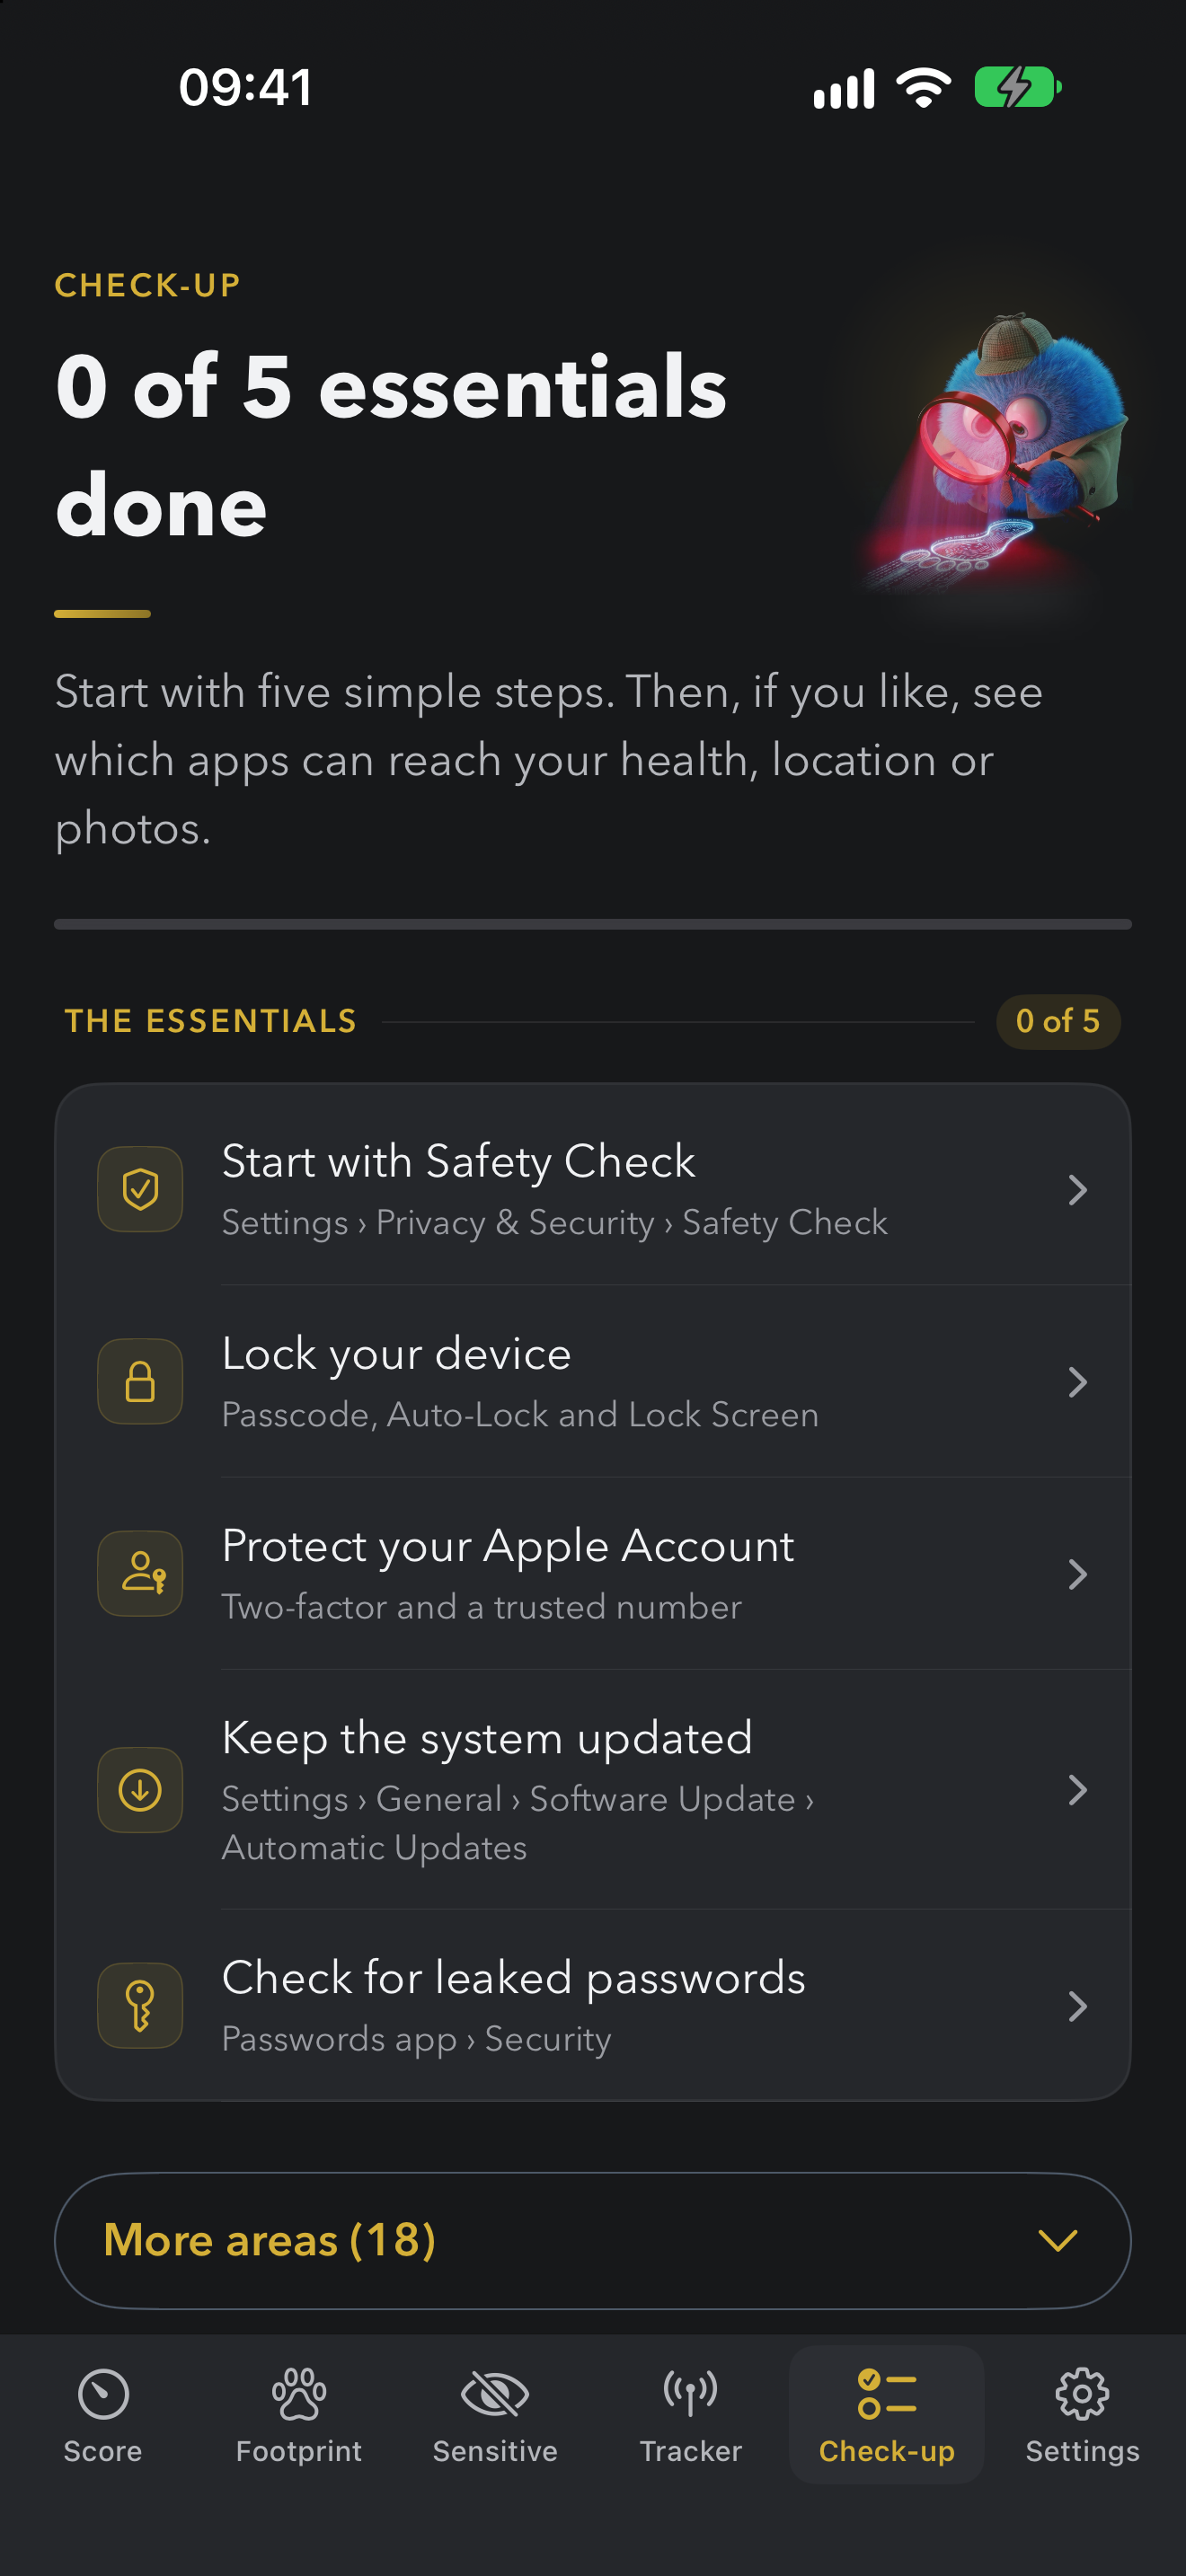 09:41
CHECK-UP
0 of 5 essentials
done
Start with five simple steps. Then, if you like, see
which apps can reach your health, location or
photos.
THE ESSENTIALS
0 of 5
Start with Safety Check
Settings › Privacy & Security › Safety Check
Lock your device
Passcode, Auto-Lock and Lock Screen
Protect your Apple Account
Two-factor and a trusted number
Keep the system updated
Settings › General › Software Update ›
Automatic Updates
Check for leaked passwords
Passwords app › Security
More areas (18)
Score
Footprint
Sensitive
Tracker
Check-up
Settings